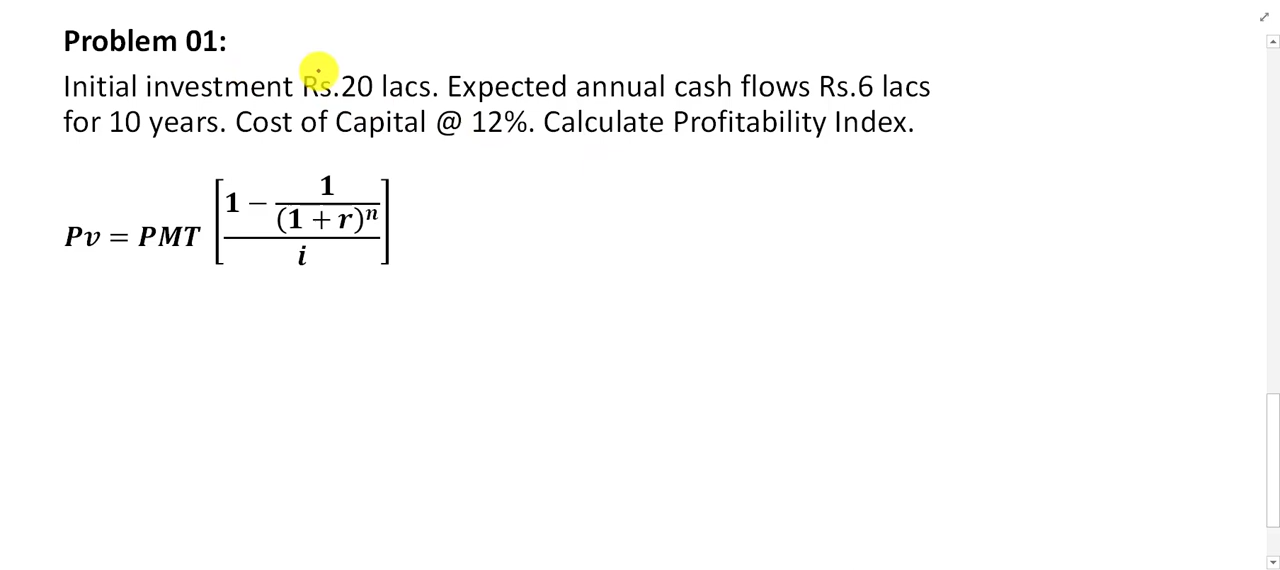 Problem 01:
Initial investment Rs.20 lacs. Expected annual cash flows Rs.6 lacs
for 10 years. Cost of Capital @ 12%. Calculate Profitability Index.
Pv = PMT [(1 − 1/(1 + r)^n)/i]